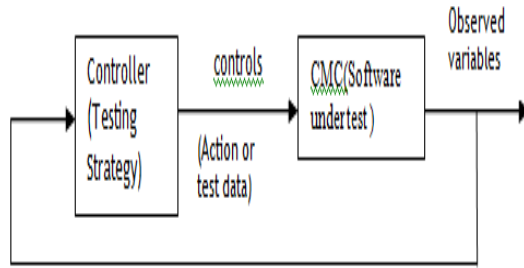 Controller
(Testing
Strategy)
controls
(Action or
test data)
CMC(Software
undertest)
Observed
variables